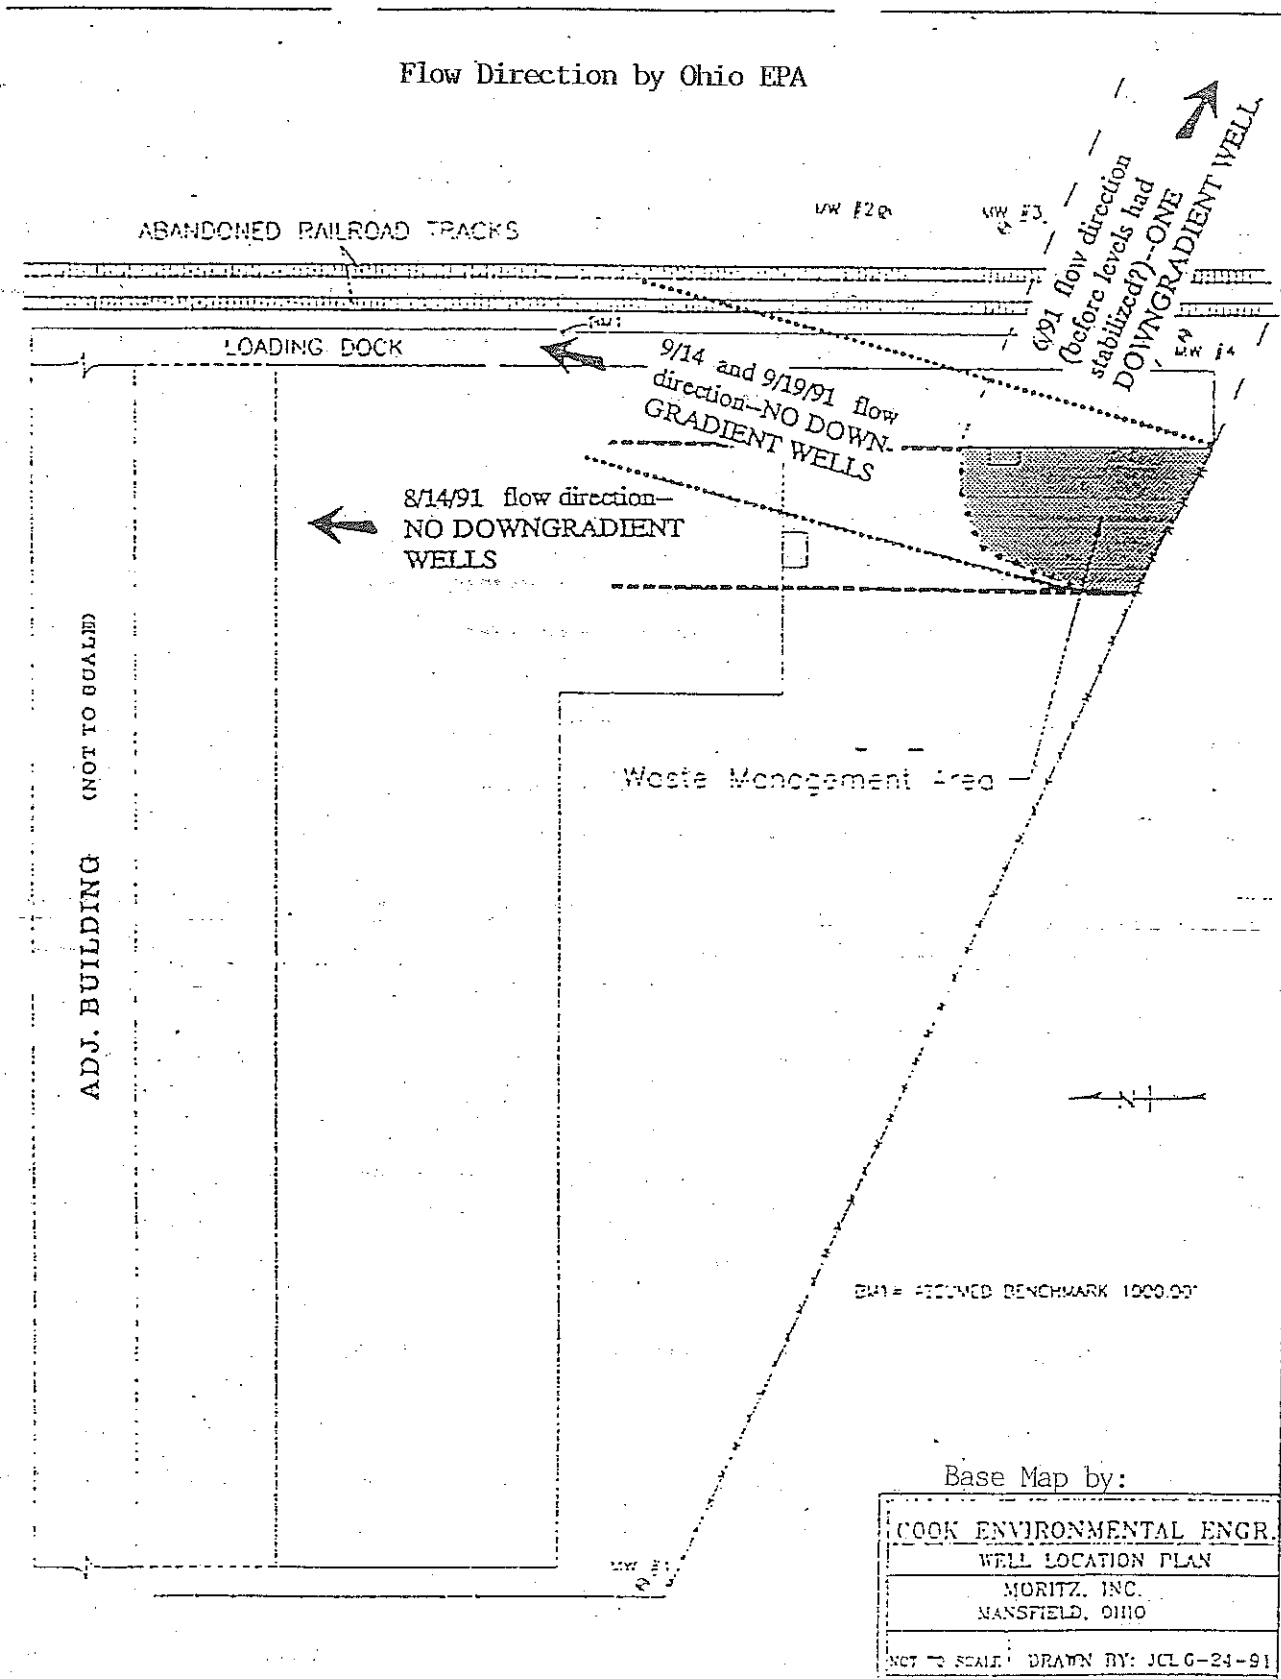 Flow Direction by Ohio EPA
6/91 flow direction
(before levels had
stabilized?)--ONE
DOWNGRADIENT WELL
MW #2
MW #3
ABANDONED RAILROAD TRACKS
BM1
LOADING DOCK
MW #4
9/14 and 9/19/91 flow
direction--NO DOWN-
GRADIENT WELLS
8/14/91 flow direction--
NO DOWNGRADIENT
WELLS
ADJ. BUILDING (NOT TO SCALE)
Waste Management Area
N
BM1= ASSUMED BENCHMARK 1000.00'
MW #1
Base Map by:
COOK ENVIRONMENTAL ENGR.
WELL LOCATION PLAN
MORITZ, INC.
MANSFIELD, OHIO
NOT TO SCALE DRAWN BY: JCL 6-24-91